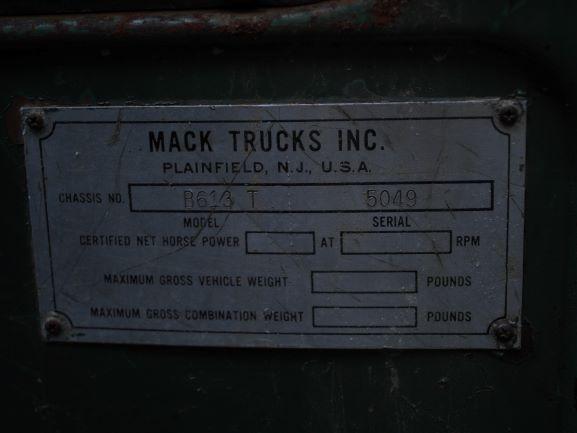 MACK TRUCKS INC.
PLAINFIELD, N.J., U.S.A.
CHASSIS NO. B613 T 5049
MODEL SERIAL
CERTIFIED NET HORSE POWER AT RPM
MAXIMUM GROSS VEHICLE WEIGHT POUNDS
MAXIMUM GROSS COMBINATION WEIGHT POUNDS